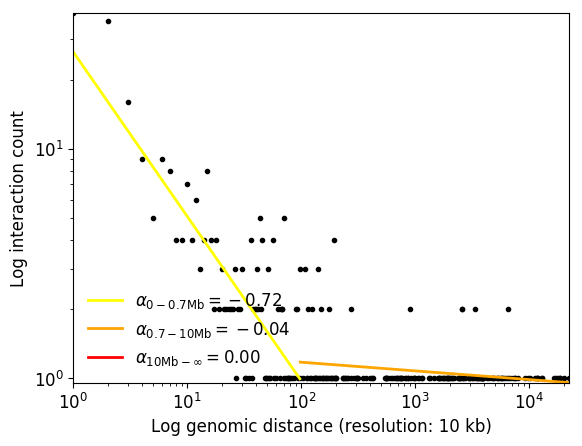 Log interaction count
10¹
10⁰
α₀₋₀.₇Mb = −0.72
α₀.₇₋₁₀Mb = −0.04
α₁₀Mb₋∞ = 0.00
10⁰ 10¹ 10² 10³ 10⁴
Log genomic distance (resolution: 10 kb)